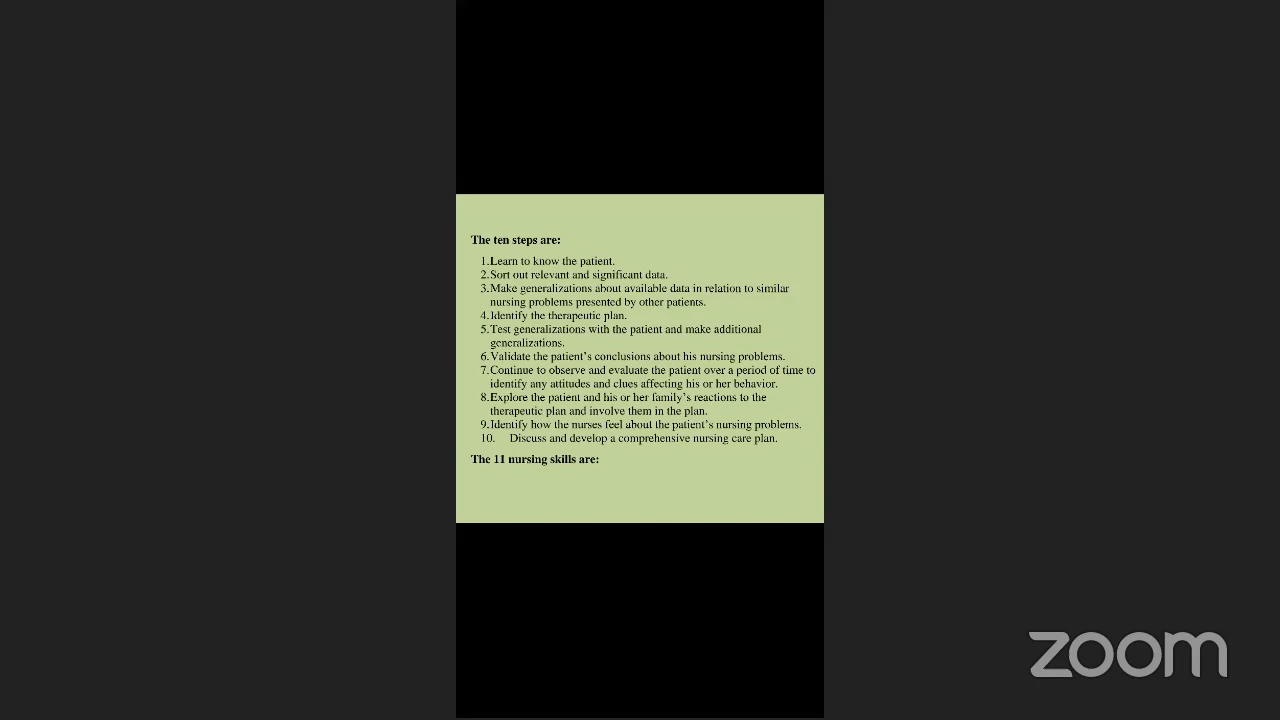 The ten steps are:
1.Learn to know the patient.
2.Sort out relevant and significant data.
3.Make generalizations about available data in relation to similar
nursing problems presented by other patients.
4.Identify the therapeutic plan.
5.Test generalizations with the patient and make additional
generalizations.
6.Validate the patient's conclusions about his nursing problems.
7.Continue to observe and evaluate the patient over a period of time to
identify any attitudes and clues affecting his or her behavior.
8.Explore the patient and his or her family's reactions to the
therapeutic plan and involve them in the plan.
9.Identify how the nurses feel about the patient's nursing problems.
10. Discuss and develop a comprehensive nursing care plan.
The 11 nursing skills are:
zoom